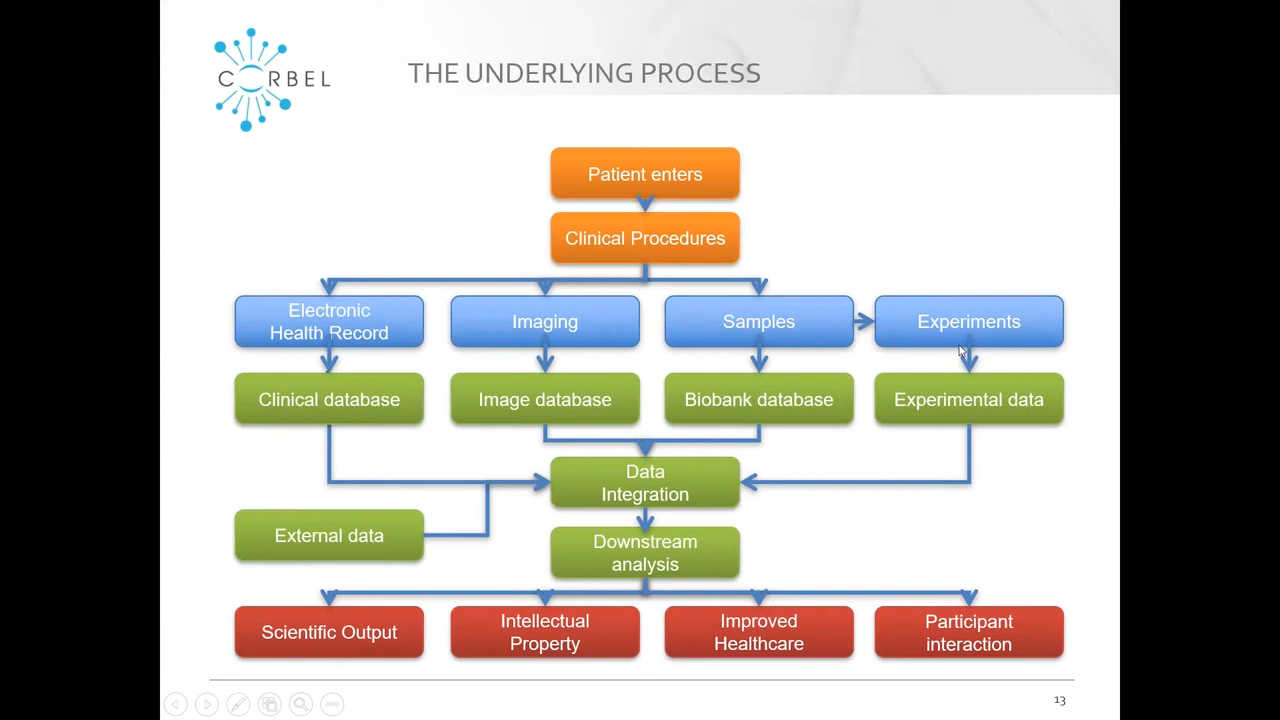 CORBEL
THE UNDERLYING PROCESS
Patient enters
Clinical Procedures
Electronic
Health Record
Imaging
Samples
Experiments
Clinical database
Image database
Biobank database
Experimental data
Data
Integration
External data
Downstream
analysis
Scientific Output
Intellectual
Property
Improved
Healthcare
Participant
interaction
13